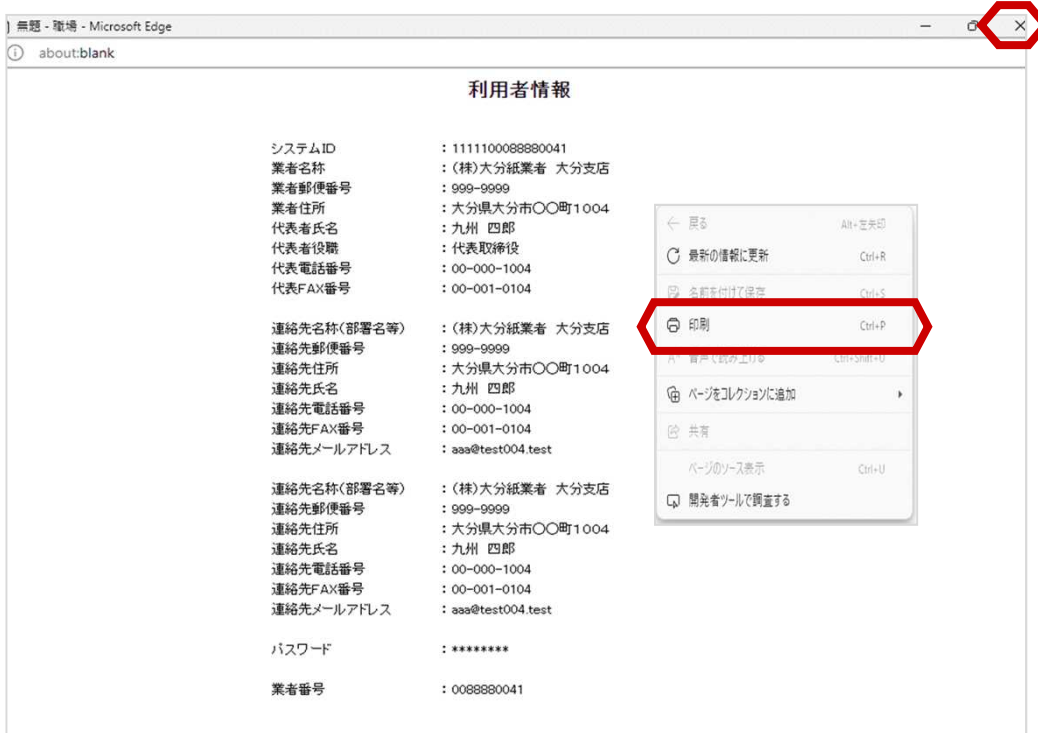 無題 - 職場 - Microsoft Edge
about:blank
利用者情報
システムID : 1111100088880041
業者名称 : (株)大分紙業者 大分支店
業者郵便番号 : 999-9999
業者住所 : 大分県大分市〇〇町1004
代表者氏名 : 九州 四郎
代表者役職 : 代表取締役
代表電話番号 : 00-000-1004
代表FAX番号 : 00-001-0104
連絡先名称(部署名等) : (株)大分紙業者 大分支店
連絡先郵便番号 : 999-9999
連絡先住所 : 大分県大分市〇〇町1004
連絡先氏名 : 九州 四郎
連絡先電話番号 : 00-000-1004
連絡先FAX番号 : 00-001-0104
連絡先メールアドレス : aaa@test004.test
連絡先名称(部署名等) : (株)大分紙業者 大分支店
連絡先郵便番号 : 999-9999
連絡先住所 : 大分県大分市〇〇町1004
連絡先氏名 : 九州 四郎
連絡先電話番号 : 00-000-1004
連絡先FAX番号 : 00-001-0104
連絡先メールアドレス : aaa@test004.test
パスワード : ********
業者番号 : 0088880041
戻る Alt+左矢印
最新の情報に更新 Ctrl+R
名前を付けて保存 Ctrl+S
印刷 Ctrl+P
音声で読み上げる Ctrl+Shift+U
ページをコレクションに追加
共有
ページのソース表示 Ctrl+U
開発者ツールで調査する